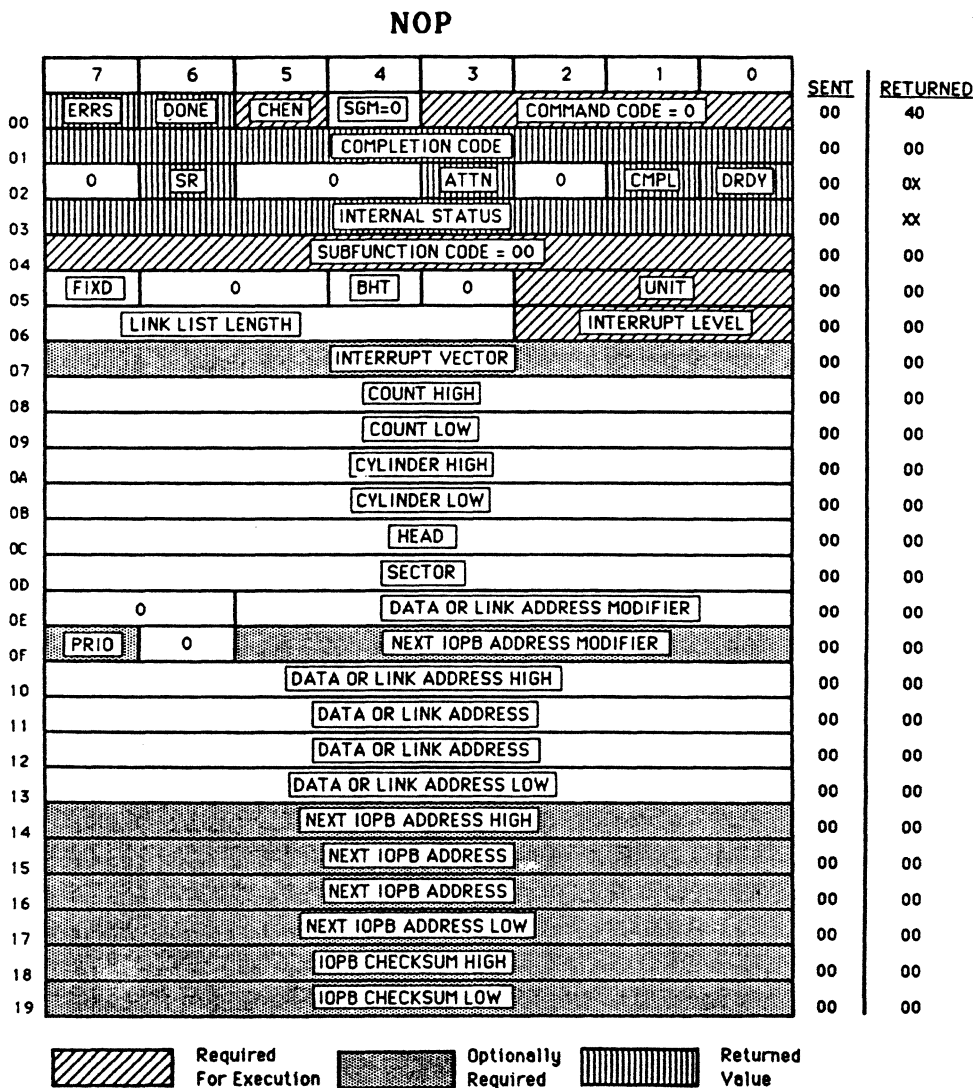 NOP
7 6 5 4 3 2 1 0 SENT RETURNED
00 ERRS DONE CHEN SGM=0 COMMAND CODE = 0 00 40
01 COMPLETION CODE 00 00
02 0 SR 0 ATTN 0 CMPL DRDY 00 0X
03 INTERNAL STATUS 00 XX
04 SUBFUNCTION CODE = 00 00 00
05 FIXD 0 BHT 0 UNIT 00 00
06 LINK LIST LENGTH INTERRUPT LEVEL 00 00
07 INTERRUPT VECTOR 00 00
08 COUNT HIGH 00 00
09 COUNT LOW 00 00
0A CYLINDER HIGH 00 00
0B CYLINDER LOW 00 00
0C HEAD 00 00
0D SECTOR 00 00
0E 0 DATA OR LINK ADDRESS MODIFIER 00 00
0F PRIO 0 NEXT IOPB ADDRESS MODIFIER 00 00
10 DATA OR LINK ADDRESS HIGH 00 00
11 DATA OR LINK ADDRESS 00 00
12 DATA OR LINK ADDRESS 00 00
13 DATA OR LINK ADDRESS LOW 00 00
14 NEXT IOPB ADDRESS HIGH 00 00
15 NEXT IOPB ADDRESS 00 00
16 NEXT IOPB ADDRESS 00 00
17 NEXT IOPB ADDRESS LOW 00 00
18 IOPB CHECKSUM HIGH 00 00
19 IOPB CHECKSUM LOW 00 00
Required For Execution
Optionally Required
Returned Value